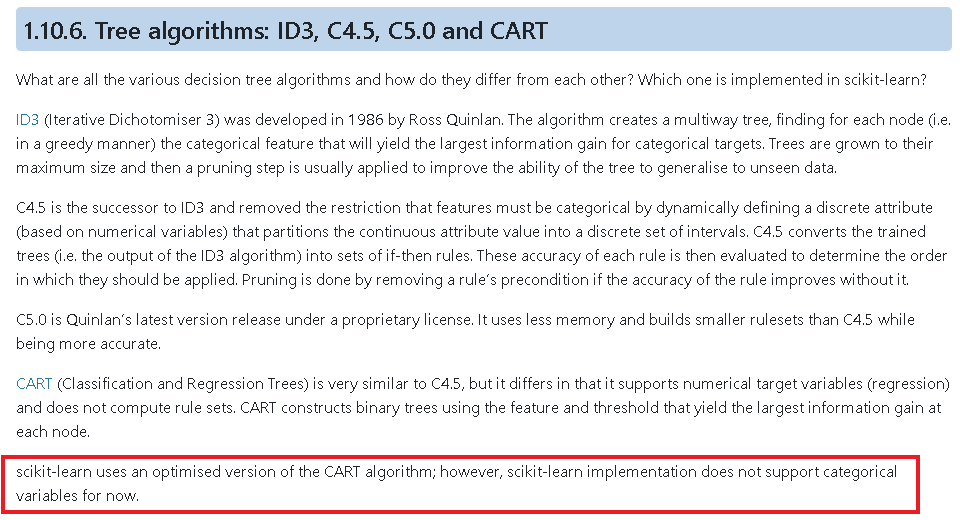 1.10.6. Tree algorithms: ID3, C4.5, C5.0 and CART
What are all the various decision tree algorithms and how do they differ from each other? Which one is implemented in scikit-learn?
ID3 (Iterative Dichotomiser 3) was developed in 1986 by Ross Quinlan. The algorithm creates a multiway tree, finding for each node (i.e.
in a greedy manner) the categorical feature that will yield the largest information gain for categorical targets. Trees are grown to their
maximum size and then a pruning step is usually applied to improve the ability of the tree to generalise to unseen data.
C4.5 is the successor to ID3 and removed the restriction that features must be categorical by dynamically defining a discrete attribute
(based on numerical variables) that partitions the continuous attribute value into a discrete set of intervals. C4.5 converts the trained
trees (i.e. the output of the ID3 algorithm) into sets of if-then rules. These accuracy of each rule is then evaluated to determine the order
in which they should be applied. Pruning is done by removing a rule's precondition if the accuracy of the rule improves without it.
C5.0 is Quinlan's latest version release under a proprietary license. It uses less memory and builds smaller rulesets than C4.5 while
being more accurate.
CART (Classification and Regression Trees) is very similar to C4.5, but it differs in that it supports numerical target variables (regression)
and does not compute rule sets. CART constructs binary trees using the feature and threshold that yield the largest information gain at
each node.
scikit-learn uses an optimised version of the CART algorithm; however, scikit-learn implementation does not support categorical
variables for now.